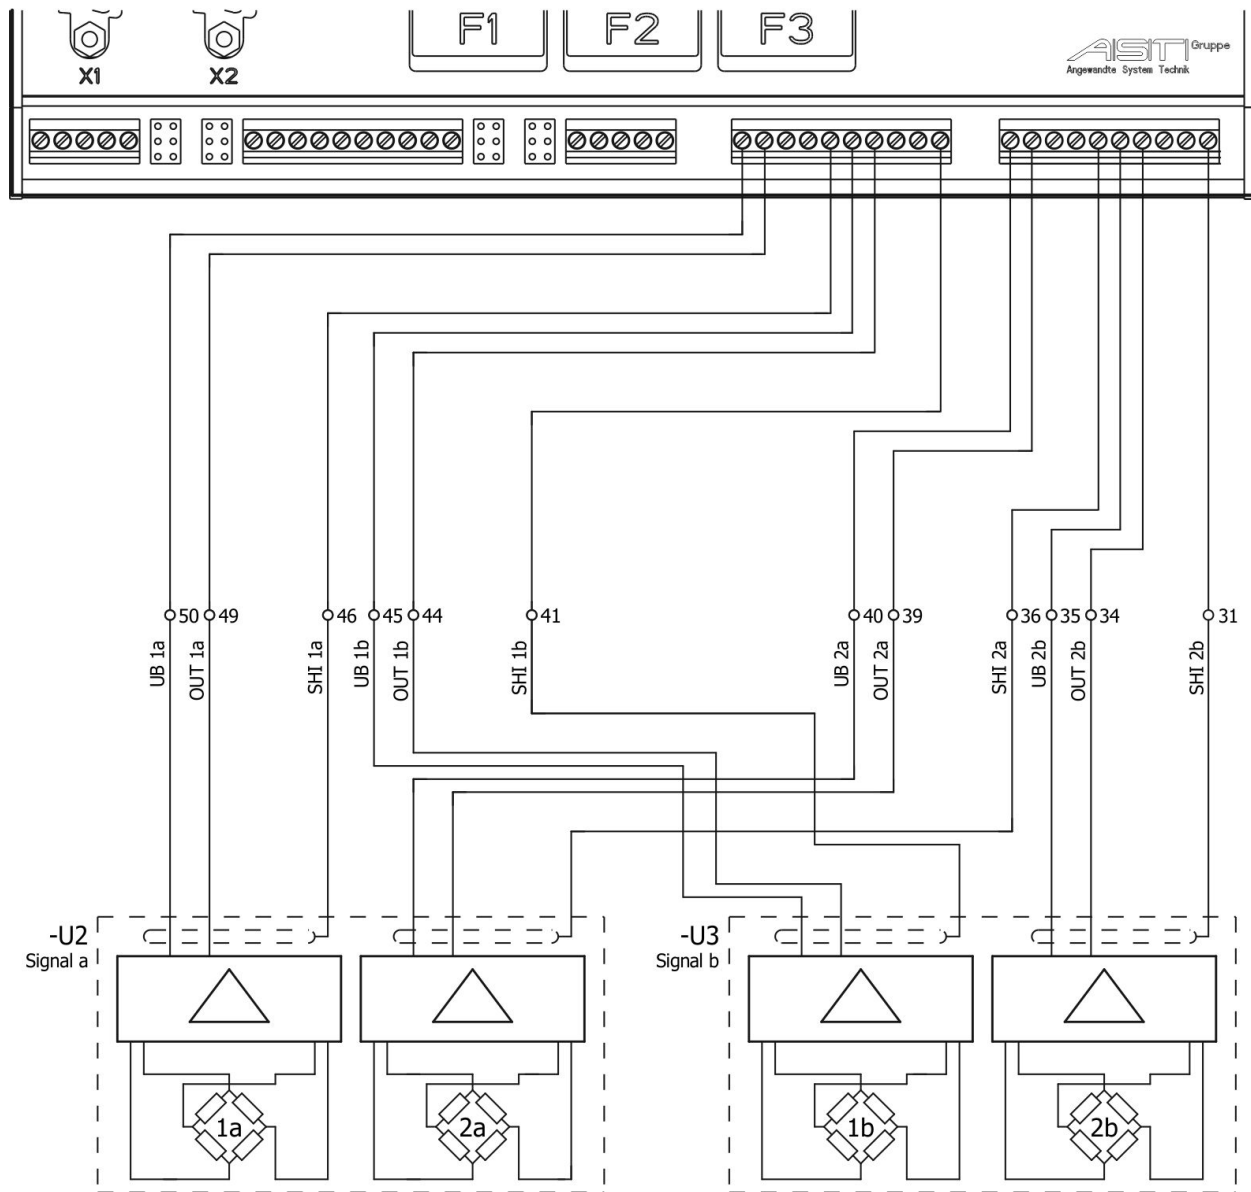 F1
F2
F3
X1
X2
ASTI Gruppe
Angewandte System Technik
50
49
46
45
44
41
40
39
36
35
34
31
UB 1a
OUT 1a
SHI 1a
UB 1b
OUT 1b
SHI 1b
UB 2a
OUT 2a
SHI 2a
UB 2b
OUT 2b
SHI 2b
-U2
Signal a
-U3
Signal b
1a
2a
1b
2b